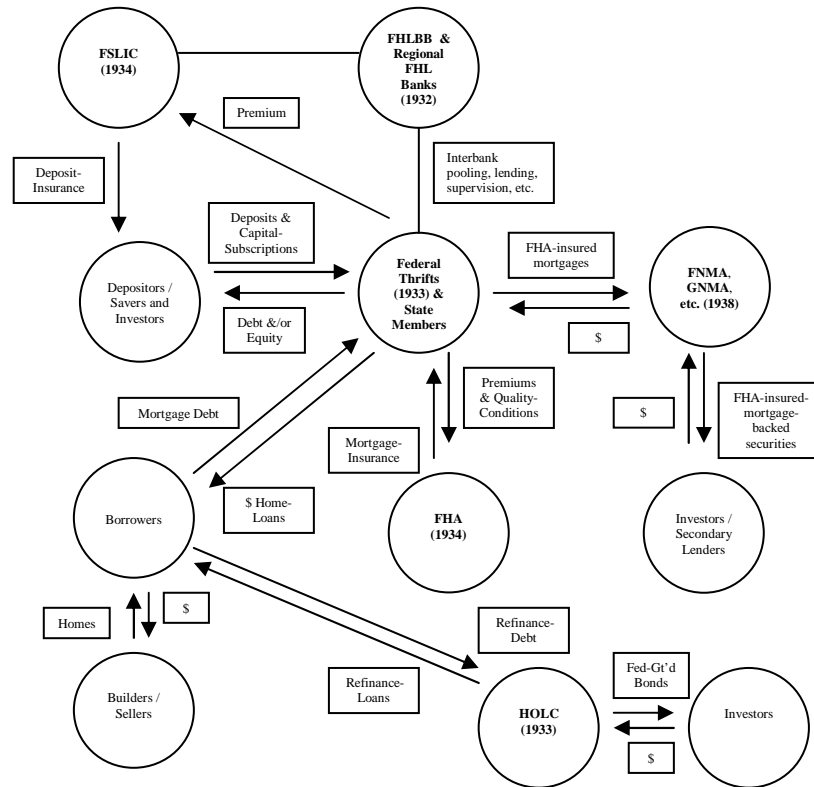 FSLIC
(1934)
FHLBB & 
Regional
FHL
Banks
(1932)
Premium
Deposit-
Insurance
Interbank
pooling, lending,
supervision, etc.
Deposits &
Capital-
Subscriptions
FHA-insured
mortgages
Depositors /
Savers and
Investors
Federal
Thrifts
(1933) &
State
Members
FNMA,
GNMA,
etc. (1938)
Debt &/or
Equity
$
Mortgage Debt
Premiums
& Quality-
Conditions
$
FHA-insured-
mortgage-
backed
securities
Mortgage-
Insurance
Borrowers
$ Home-
Loans
FHA
(1934)
Investors /
Secondary
Lenders
Homes
$
Refinance-
Debt
Builders /
Sellers
Refinance-
Loans
HOLC
(1933)
Fed-Gt'd
Bonds
Investors
$